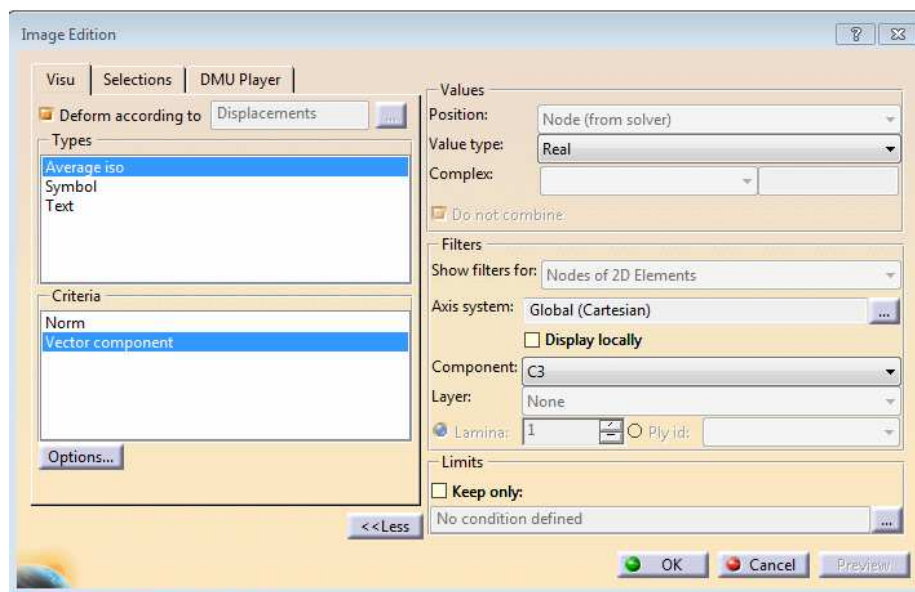 Image Edition
Visu
Selections
DMU Player
Deform according to
Displacements
...
Types
Average iso
Symbol
Text
Criteria
Norm
Vector component
Options...
<<Less
Values
Position:
Node (from solver)
Value type:
Real
Complex:
Do not combine
Filters
Show filters for:
Nodes of 2D Elements
Axis system:
Global (Cartesian)
...
Display locally
Component:
C3
Layer:
None
Lamina:
1
Ply id:
Limits
Keep only:
No condition defined
...
OK
Cancel
Preview